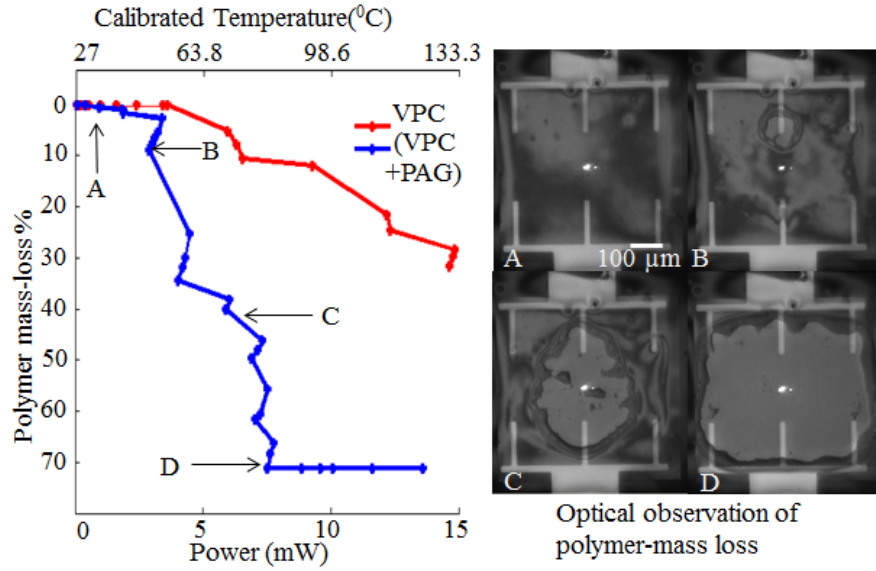 Calibrated Temperature(⁰C)
27 63.8 98.6 133.3
0
10
20
30
40
50
60
70
Polymer mass-loss%
VPC
(VPC
+PAG)
A
B
C
D
0 5 10 15
Power (mW)
A
100 µm
B
C
D
Optical observation of
polymer-mass loss